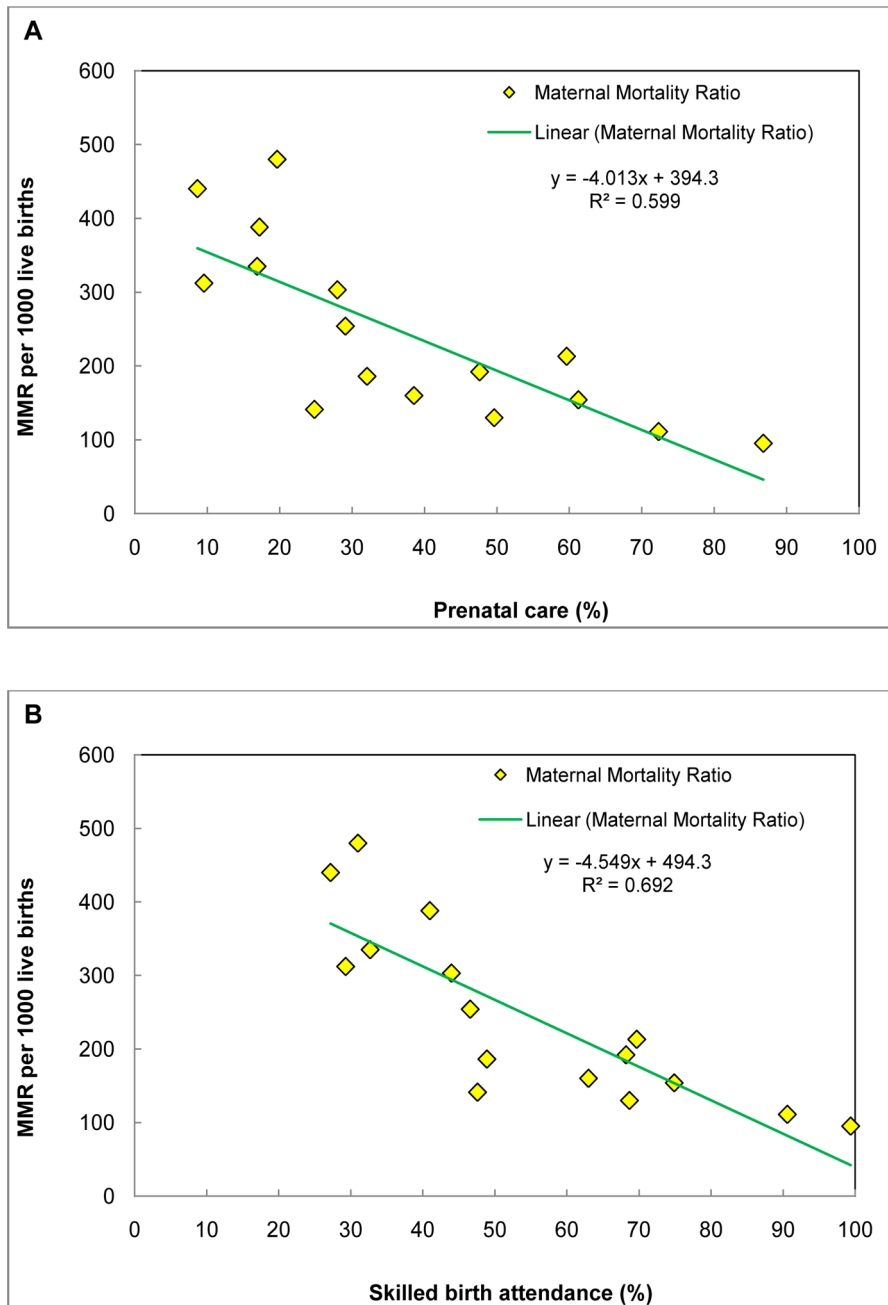 A
600
500
400
300
200
100
0
MMR per 1000 live births
Maternal Mortality Ratio
Linear (Maternal Mortality Ratio)
y = -4.013x + 394.3
R² = 0.599
0 10 20 30 40 50 60 70 80 90 100
Prenatal care (%)
B
600
500
400
300
200
100
0
MMR per 1000 live births
Maternal Mortality Ratio
Linear (Maternal Mortality Ratio)
y = -4.549x + 494.3
R² = 0.692
0 10 20 30 40 50 60 70 80 90 100
Skilled birth attendance (%)